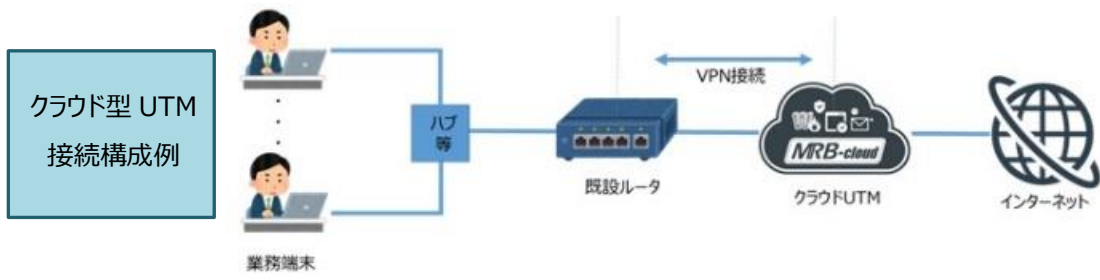 クラウド型 UTM
接続構成例
ハブ
等
VPN接続
MRB-cloud
既設ルータ
クラウドUTM
インターネット
業務端末